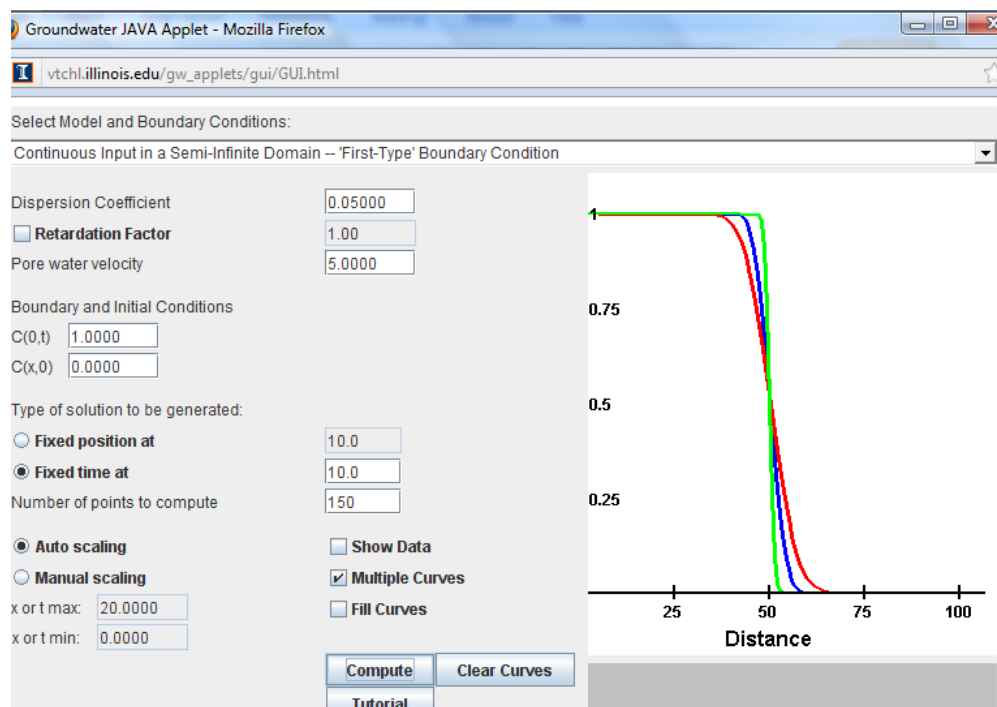 Groundwater JAVA Applet - Mozilla Firefox
vtchl.illinois.edu/gw_applets/gui/GUI.html
Select Model and Boundary Conditions:
Continuous Input in a Semi-Infinite Domain -- 'First-Type' Boundary Condition
Dispersion Coefficient 0.05000
Retardation Factor 1.00
Pore water velocity 5.0000
Boundary and Initial Conditions
C(0,t) 1.0000
C(x,0) 0.0000
Type of solution to be generated:
Fixed position at 10.0
Fixed time at 10.0
Number of points to compute 150
Auto scaling Show Data
Manual scaling Multiple Curves
x or t max: 20.0000 Fill Curves
x or t min: 0.0000
Compute Clear Curves
Tutorial
1
0.75
0.5
0.25
25 50 75 100
Distance